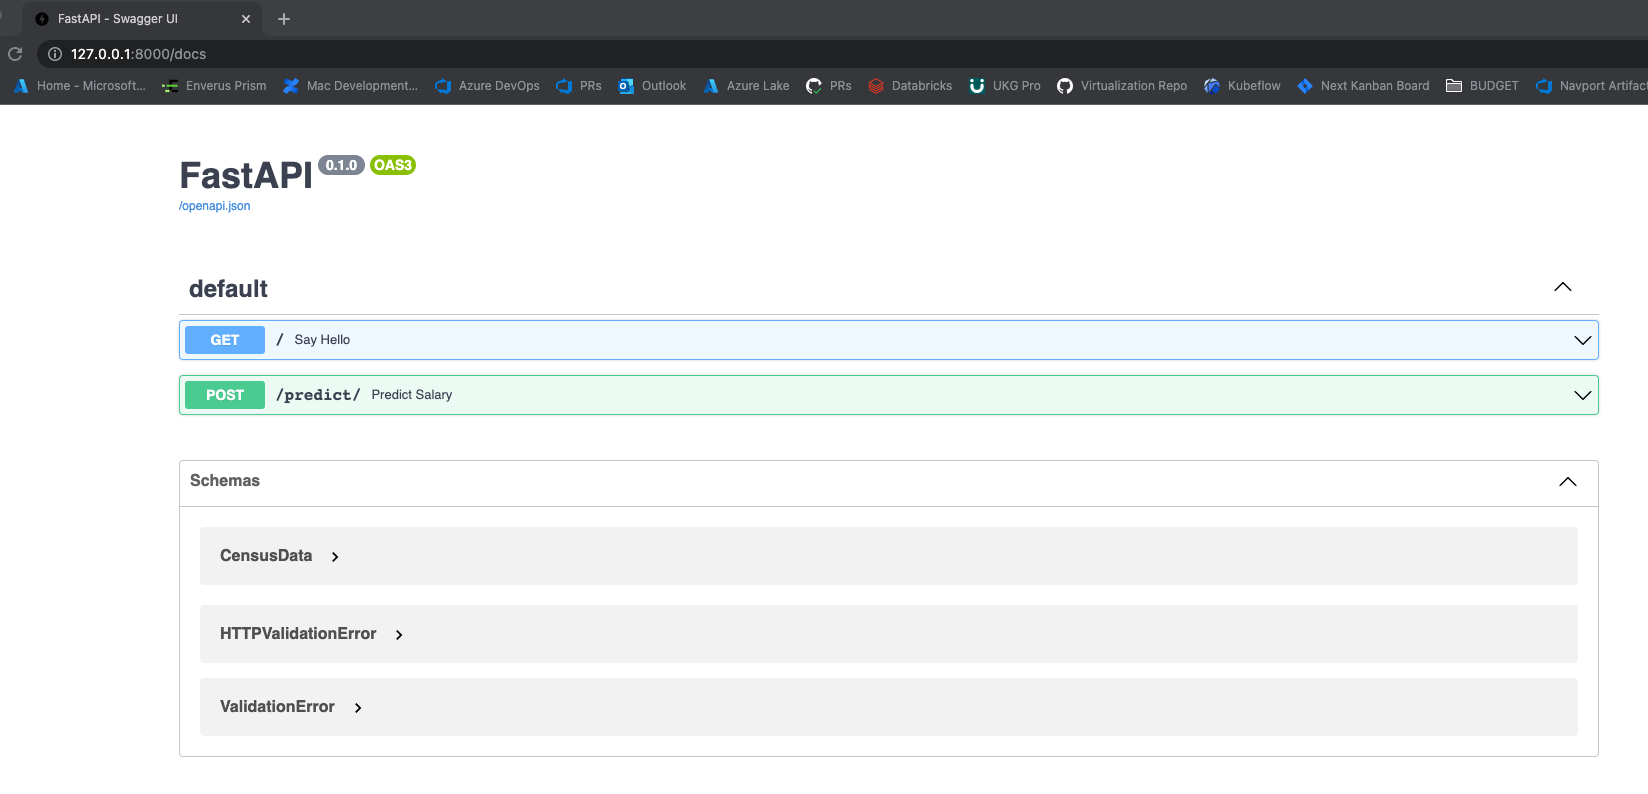 FastAPI - Swagger UI
127.0.0.1:8000/docs
Home - Microsoft... Enverus Prism Mac Development... Azure DevOps PRs Outlook Azure Lake PRs Databricks UKG Pro Virtualization Repo Kubeflow Next Kanban Board BUDGET Navport Artifact
FastAPI 0.1.0 OAS3
/openapi.json
default
GET / Say Hello
POST /predict/ Predict Salary
Schemas
CensusData
HTTPValidationError
ValidationError